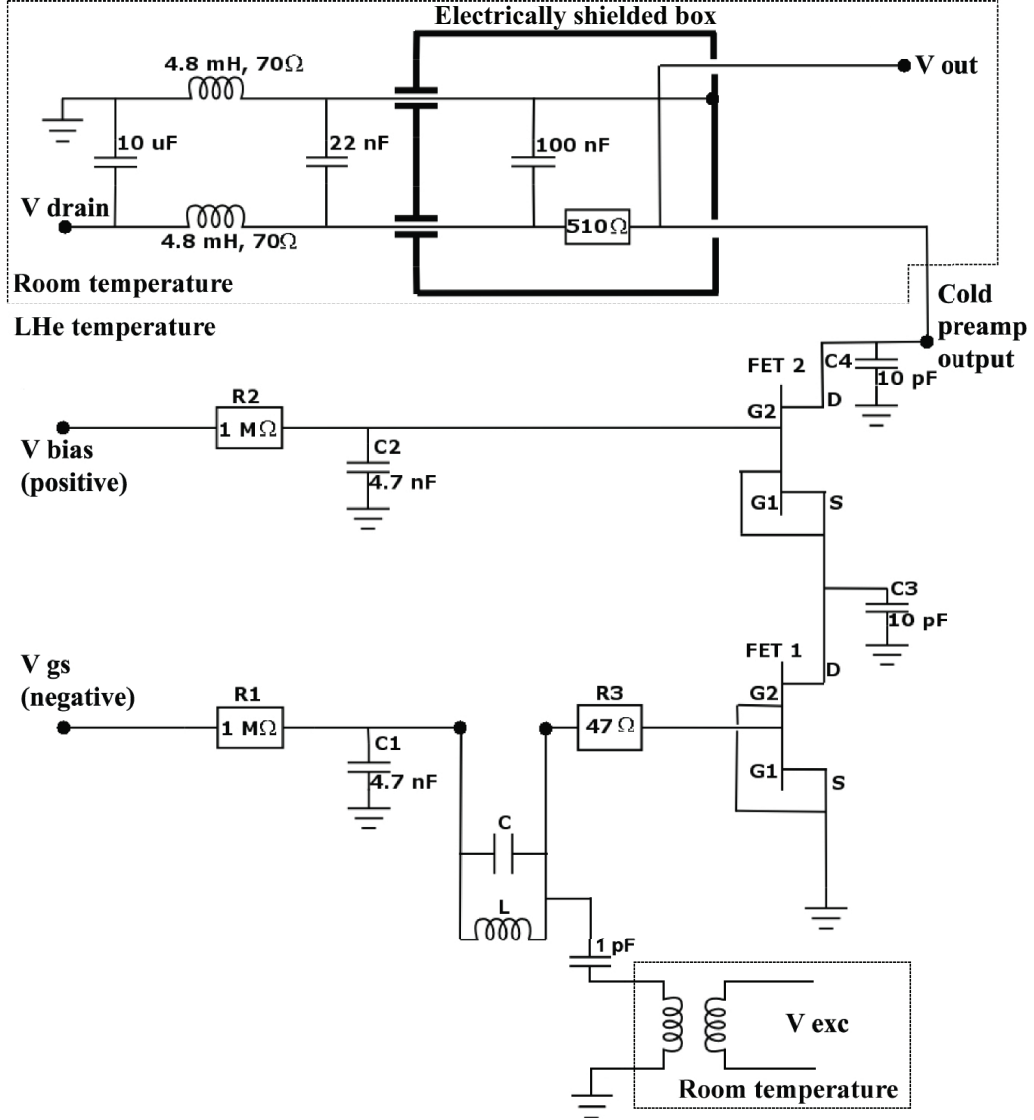 Electrically shielded box
4.8 mH, 70Ω
V out
10 uF
22 nF
100 nF
V drain
510Ω
4.8 mH, 70Ω
Room temperature
LHe temperature
Cold
preamp
output
FET 2
C4
10 pF
D
R2
G2
1 MΩ
V bias
(positive)
C2
4.7 nF
G1
S
C3
10 pF
V gs
(negative)
FET 1
D
R1
R3
G2
1 MΩ
47 Ω
C1
4.7 nF
G1
S
C
L
1 pF
V exc
Room temperature